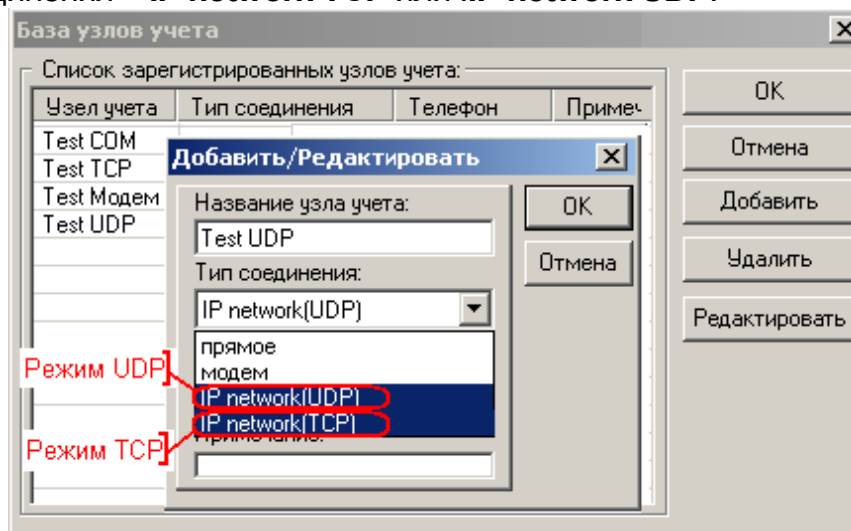 База узлов учета
Список зарегистрированных узлов учета:
Узел учета Тип соединения Телефон Примеч
Test COM
Test TCP
Test Модем
Test UDP
OK
Отмена
Добавить
Удалить
Редактировать
Добавить/Редактировать
Название узла учета:
Test UDP
Тип соединения:
IP network(UDP)
прямое
модем
IP network(UDP)
IP network(TCP)
OK
Отмена
Режим UDP
Режим TCP